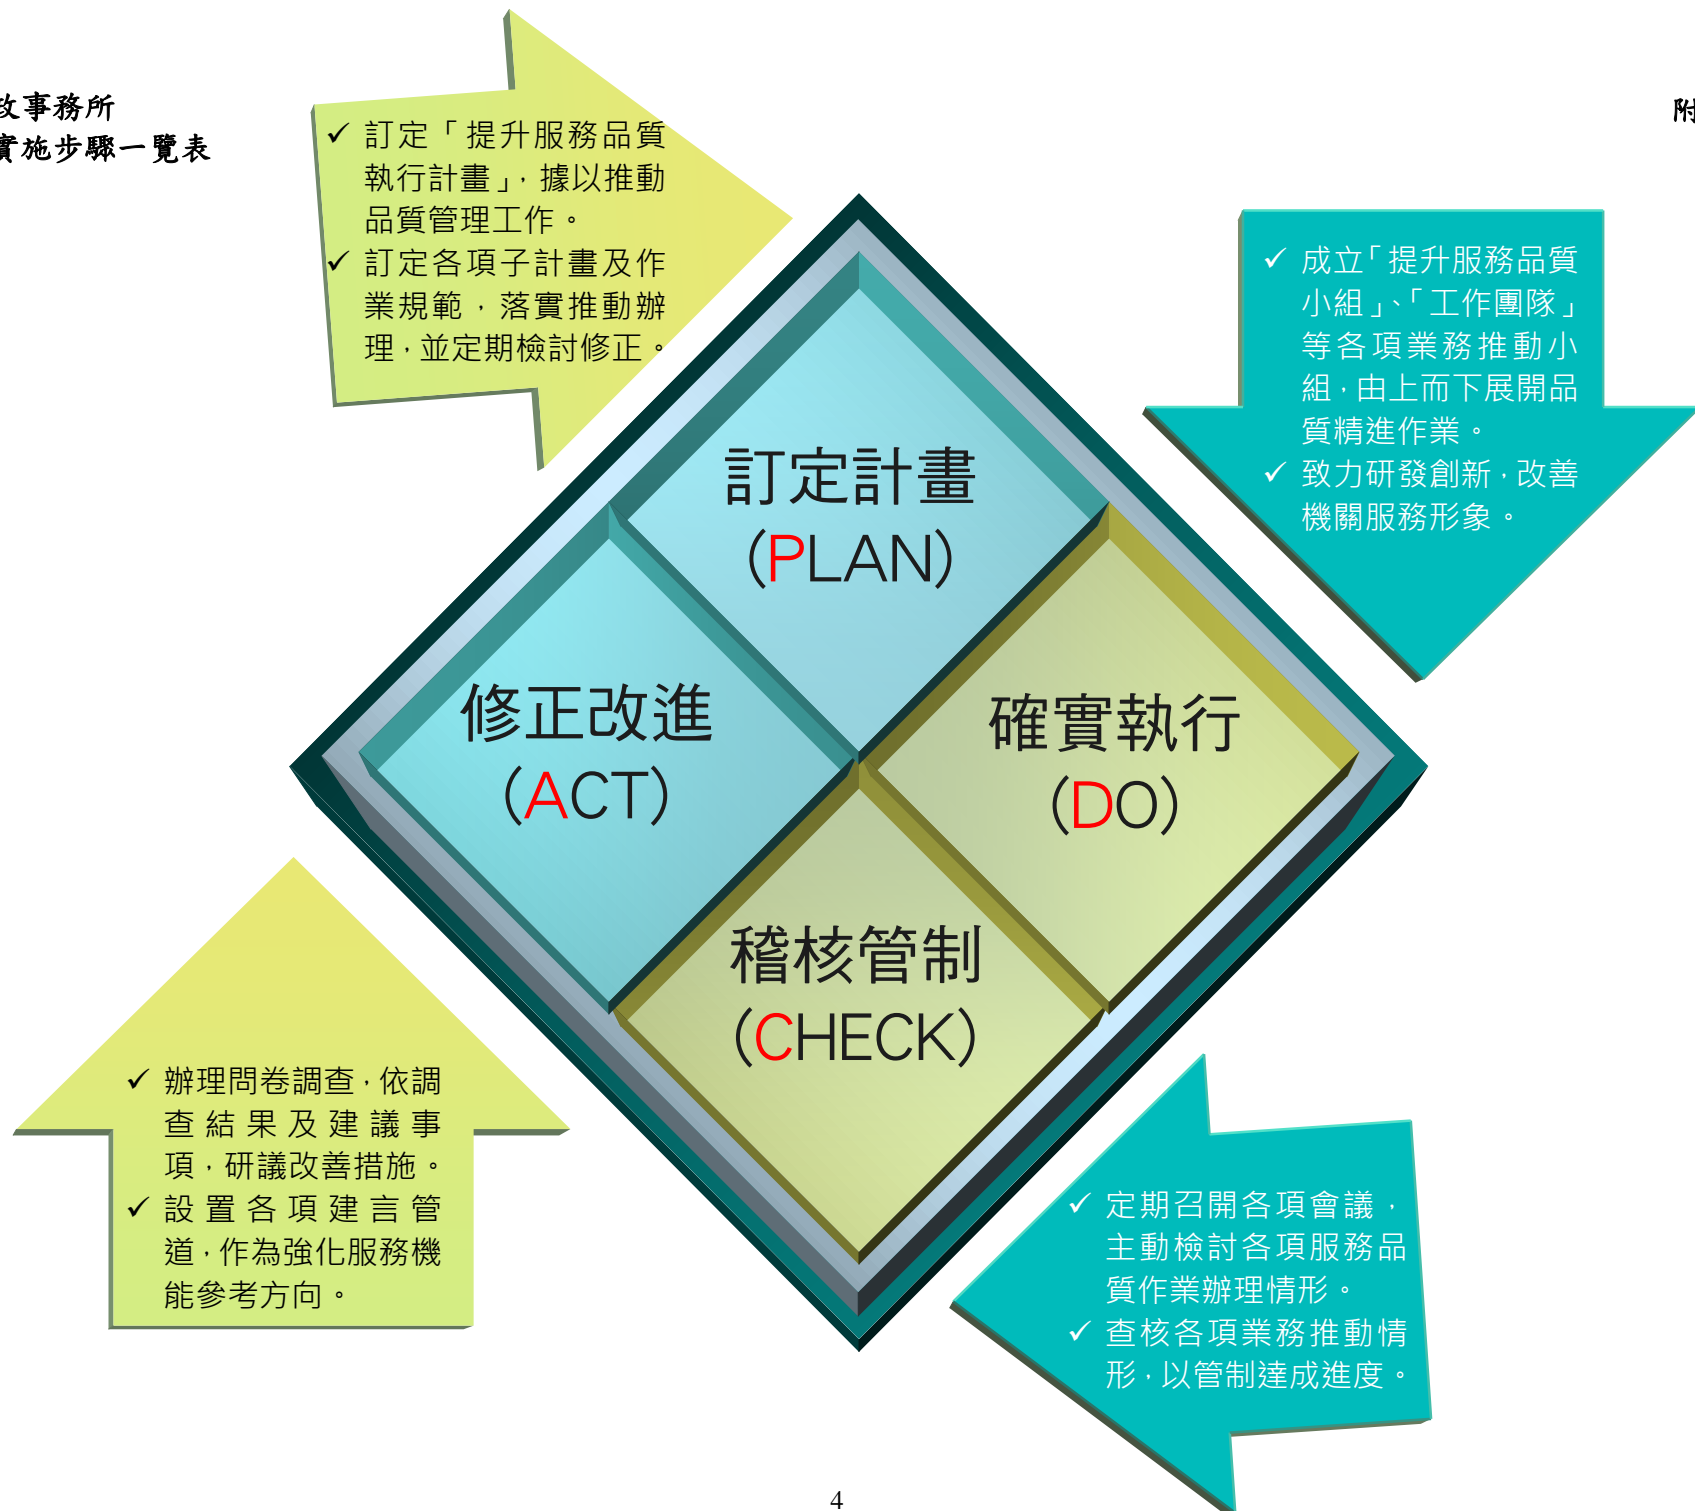 政事務所
實施步驟一覽表
附
✓ 訂定「提升服務品質
執行計畫」，據以推動
品質管理工作。
✓ 訂定各項子計畫及作
業規範，落實推動辦
理，並定期檢討修正。
✓ 成立「提升服務品質
小組」、「工作團隊」
等各項業務推動小
組，由上而下展開品
質精進作業。
✓ 致力研發創新，改善
機關服務形象。
訂定計畫
(PLAN)
修正改進
(ACT)
確實執行
(DO)
稽核管制
(CHECK)
✓ 辦理問卷調查，依調
查結果及建議事
項，研議改善措施。
✓ 設置各項建言管
道，作為強化服務機
能參考方向。
✓ 定期召開各項會議，
主動檢討各項服務品
質作業辦理情形。
✓ 查核各項業務推動情
形，以管制達成進度。
4